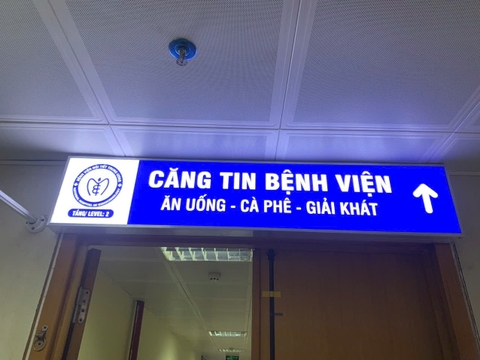 CĂNG TIN BỆNH VIỆN
ĂN UỐNG - CÀ PHÊ - GIẢI KHÁT
TẦNG/ LEVEL: 2